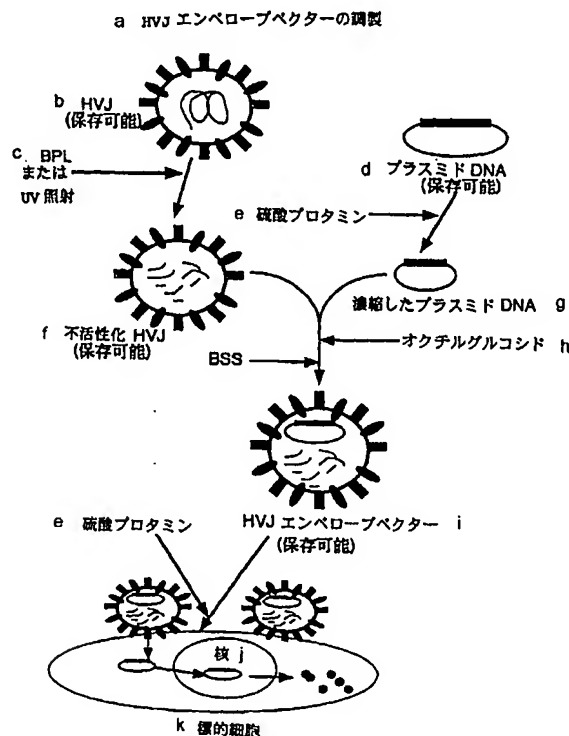 a HVJ エンベロープベクターの調製
b HVJ
(保存可能)
c. BPL
または
UV 照射
d プラスミド DNA
(保存可能)
e 硫酸プロタミン
f 不活性化 HVJ
(保存可能)
濃縮したプラスミド DNA g
オクチルグルコシド h
BSS
e 硫酸プロタミン
HVJ エンベロープベクター i
(保存可能)
核 j
k 標的細胞